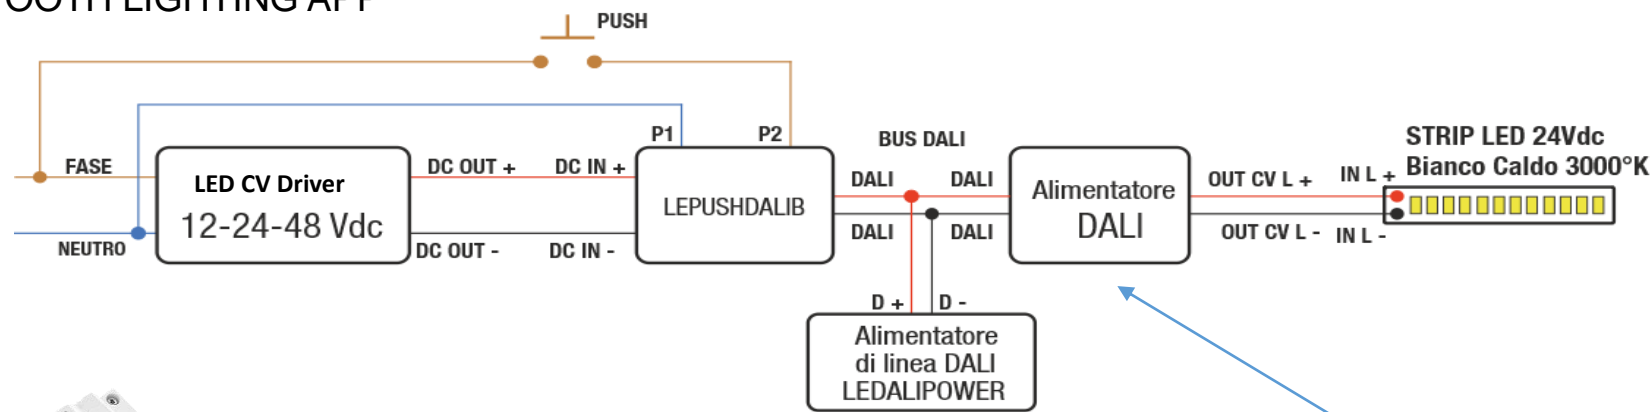 PUSH
P1
P2
BUS DALI
STRIP LED 24Vdc
Bianco Caldo 3000°K
FASE
LED CV Driver
12-24-48 Vdc
NEUTRO
DC OUT +
DC IN +
DC OUT -
DC IN -
LEPUSHDALIB
DALI
DALI
DALI
DALI
Alimentatore
DALI
OUT CV L +
IN L +
OUT CV L -
IN L -
D +
D -
Alimentatore
di linea DALI
LEDALIPOWER